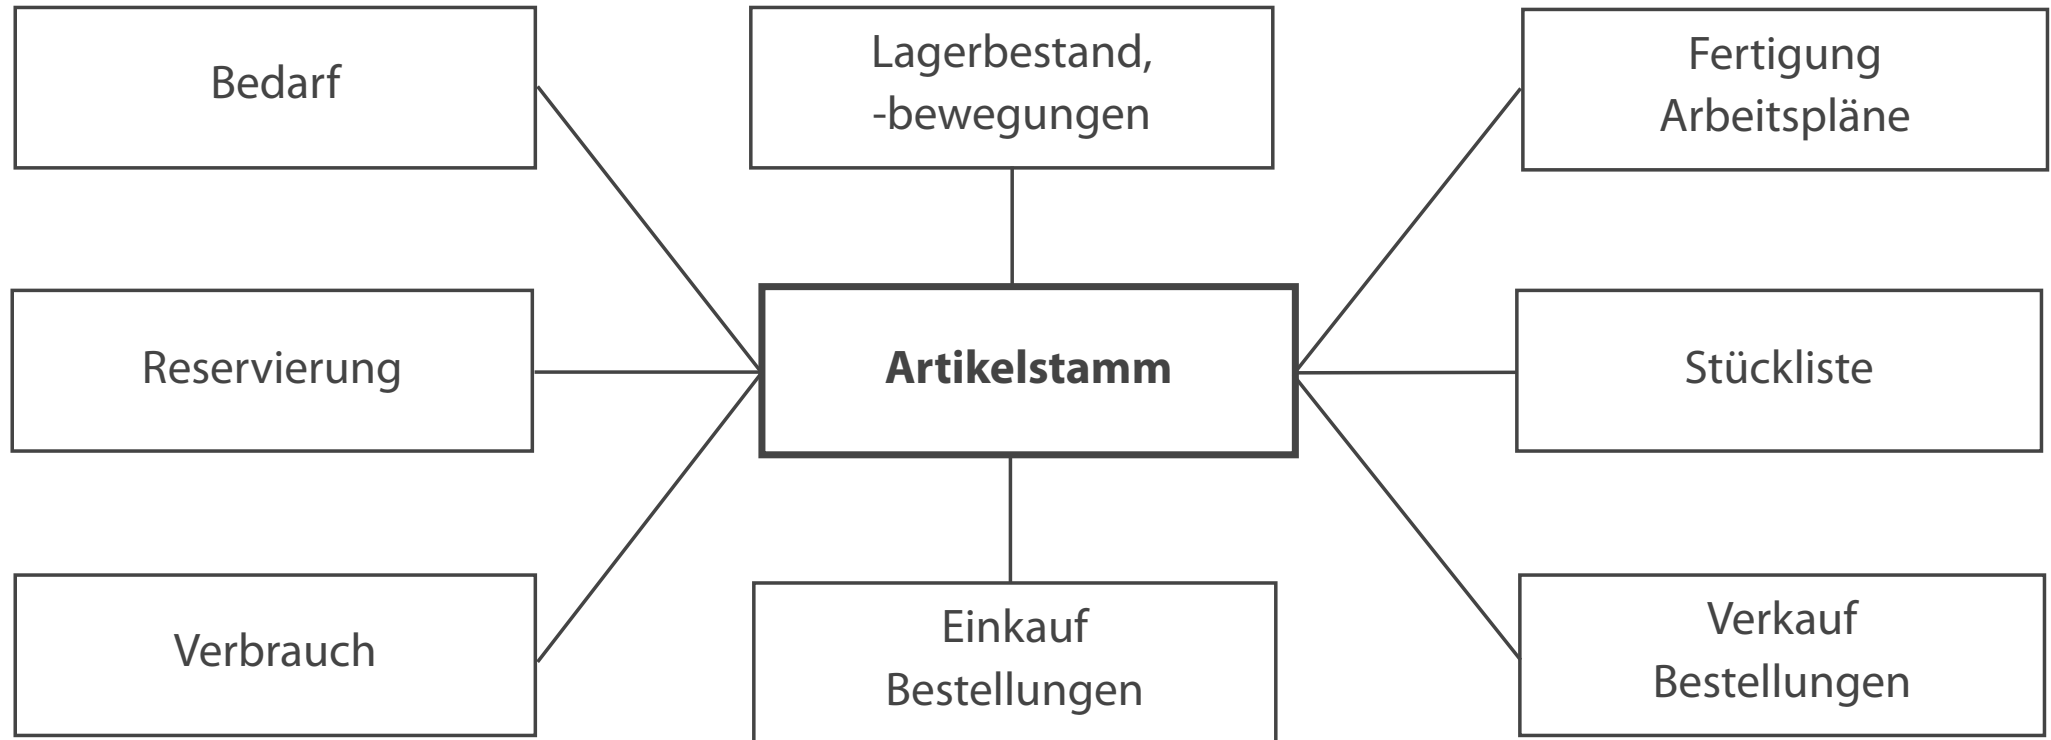 Bedarf
Lagerbestand,
-bewegungen
Fertigung
Arbeitspläne
Reservierung
Artikelstamm
Stückliste
Verbrauch
Einkauf
Bestellungen
Verkauf
Bestellungen